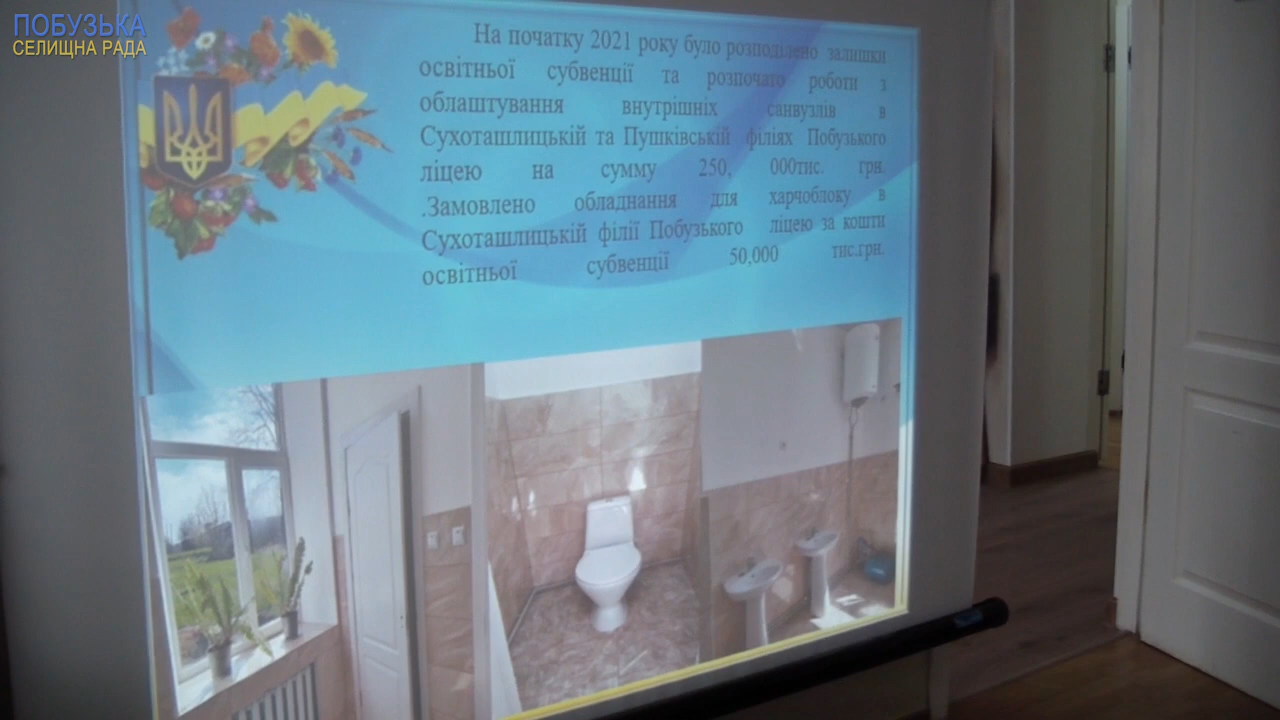 ПОБУЗЬКА
СЕЛИЩНА РАДА
На початку 2021 року було розподілено залишки
освітньої субвенції та розпочато роботи з
облаштування внутрішніх санвузлів в
Сухоташлицькій та Пушківській філіях Побузького
ліцею на сумму 250, 000тис. грн.
.Замовлено обладнання для харчоблоку в
Сухоташлицькій філії Побузького ліцею за кошти
освітньої субвенції 50,000 тис.грн.